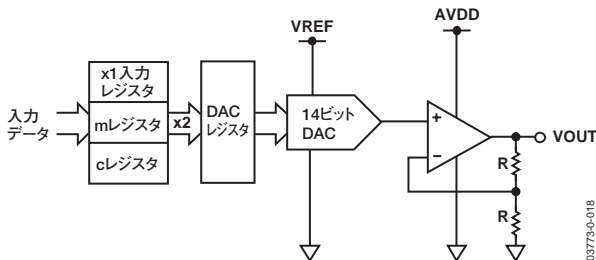 VREF
AVDD
x1入力
レジスタ
入力
データ
mレジスタ
cレジスタ
x2
DAC
レジスタ
14ビット
DAC
+
–
VOUT
R
R
03773-0-018